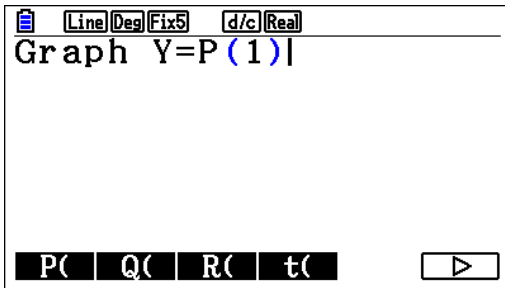 Line Deg Fix5 d/c Real
Graph Y=P(1)
P( Q( R( t(